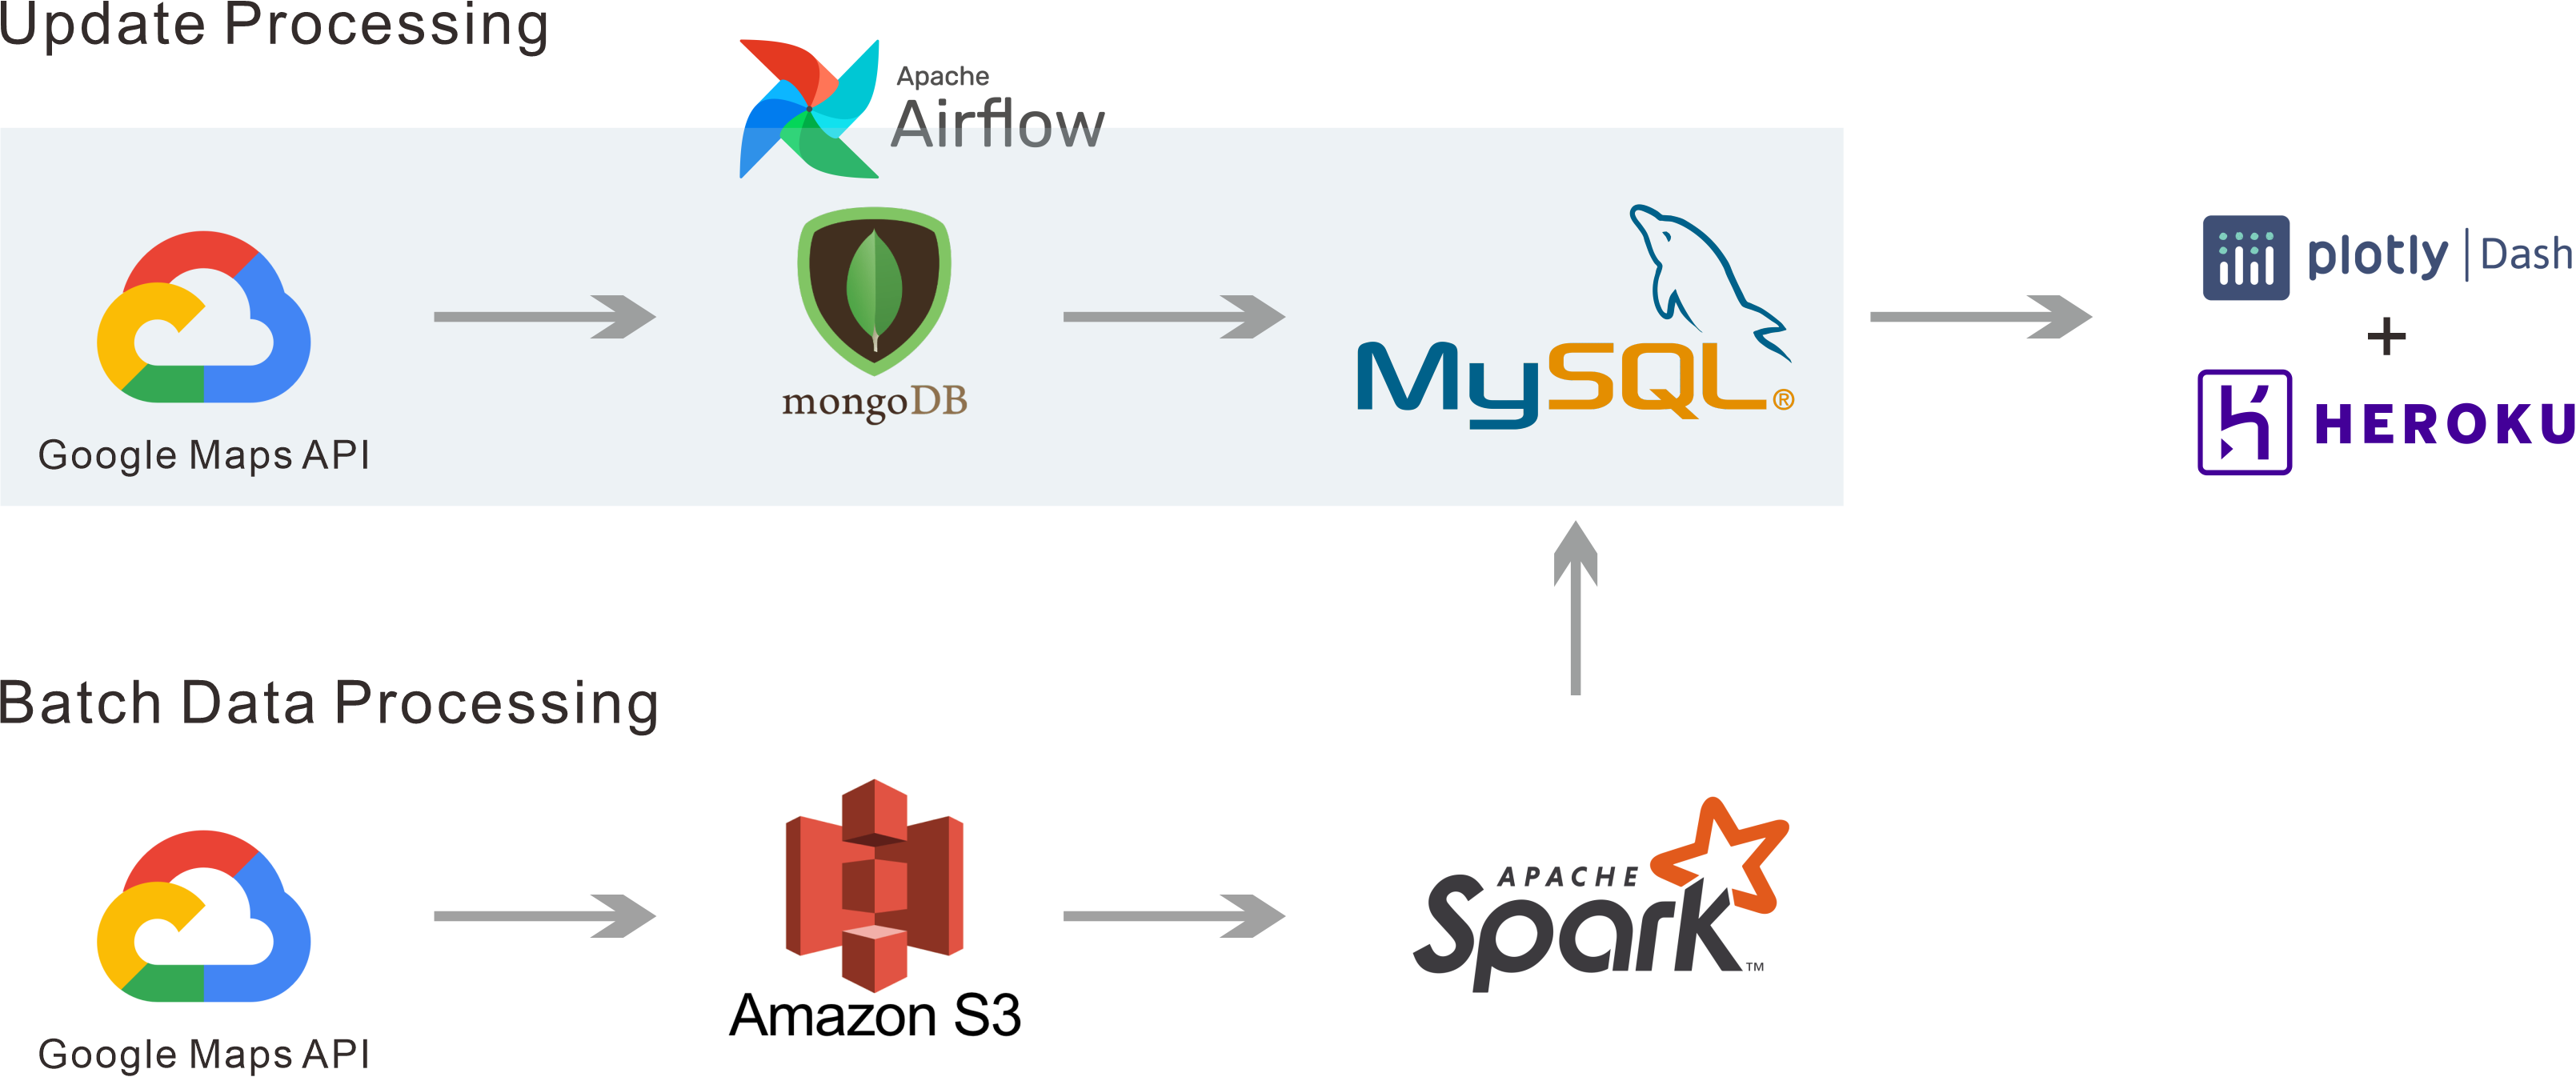 Update Processing
Apache
Airflow
Google Maps API
mongoDB
MySQL®
plotly | Dash
+
HEROKU
Batch Data Processing
Google Maps API
Amazon S3
APACHE
Spark™